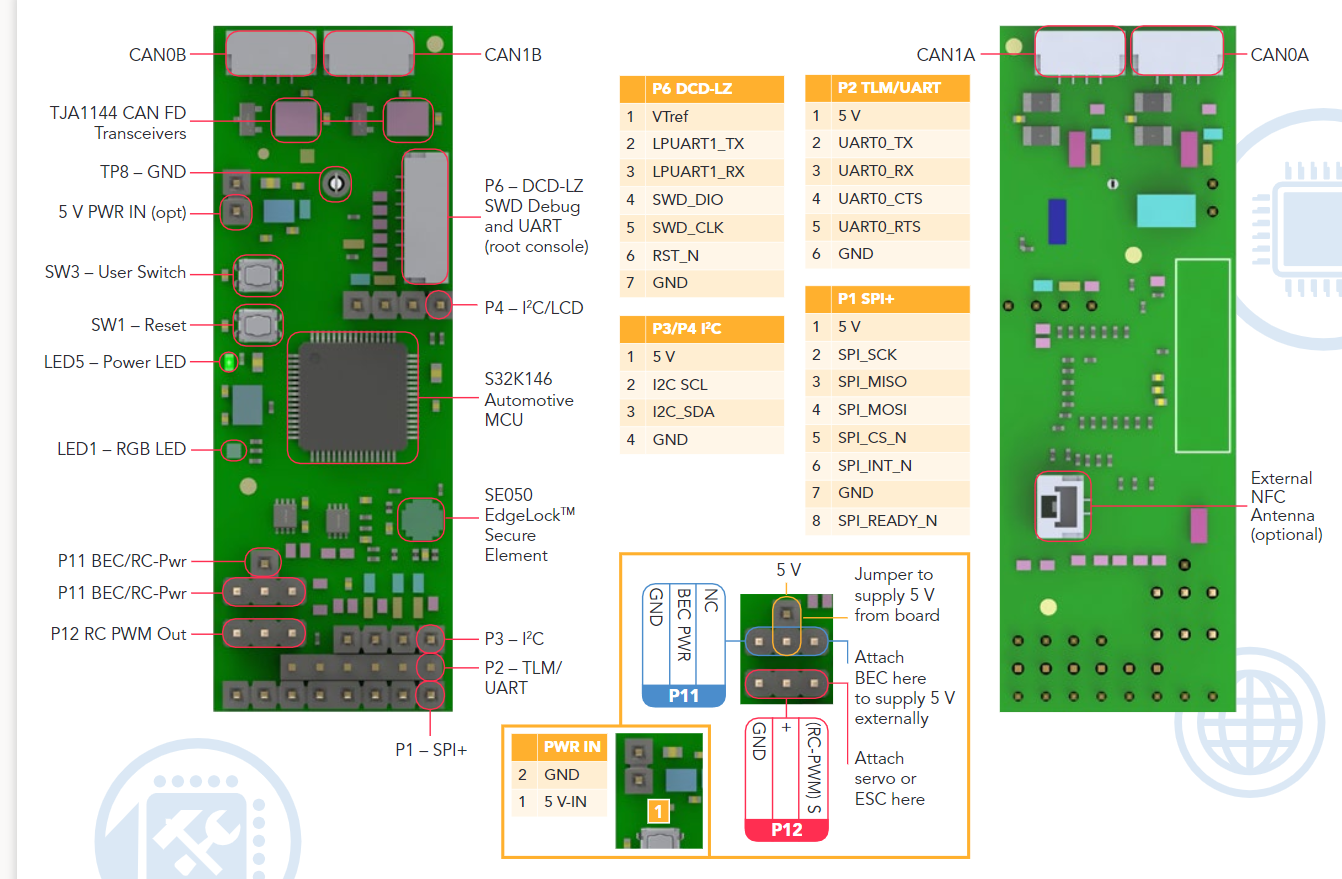 CAN0B
CAN1B
TJA1144 CAN FD
Transceivers
TP8 – GND
5 V PWR IN (opt)
SW3 – User Switch
SW1 – Reset
LED5 – Power LED
LED1 – RGB LED
P11 BEC/RC-Pwr
P11 BEC/RC-Pwr
P12 RC PWM Out
P6 – DCD-LZ
SWD Debug
and UART
(root console)
P4 – I²C/LCD
S32K146
Automotive
MCU
SE050
EdgeLock™
Secure
Element
P3 – I²C
P2 – TLM/
UART
P1 – SPI+
P6 DCD-LZ
1 VTref
2 LPUART1_TX
3 LPUART1_RX
4 SWD_DIO
5 SWD_CLK
6 RST_N
7 GND
P3/P4 I²C
1 5 V
2 I2C SCL
3 I2C_SDA
4 GND
P2 TLM/UART
1 5 V
2 UART0_TX
3 UART0_RX
4 UART0_CTS
5 UART0_RTS
6 GND
P1 SPI+
1 5 V
2 SPI_SCK
3 SPI_MISO
4 SPI_MOSI
5 SPI_CS_N
6 SPI_INT_N
7 GND
8 SPI_READY_N
PWR IN
2 GND
1 5 V-IN
1
5 V
GND
BEC PWR
NC
P11
GND
+
(RC-PWM) S
P12
Jumper to
supply 5 V
from board
Attach
BEC here
to supply 5 V
externally
Attach
servo or
ESC here
CAN1A
CAN0A
External
NFC
Antenna
(optional)